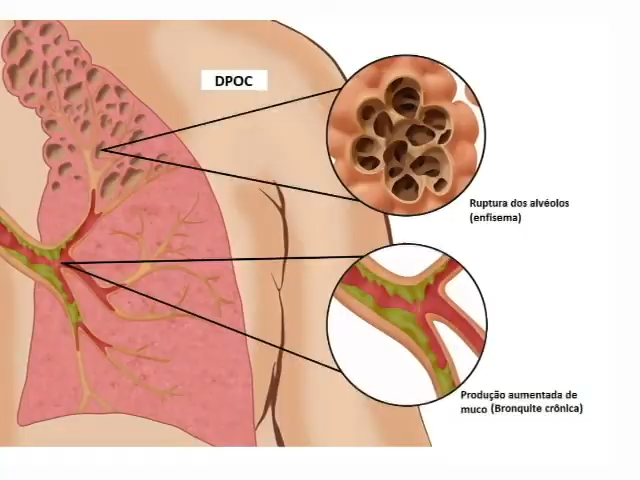 DPOC
Ruptura dos alvéolos
(enfisema)
Produção aumentada de
muco (Bronquite crônica)